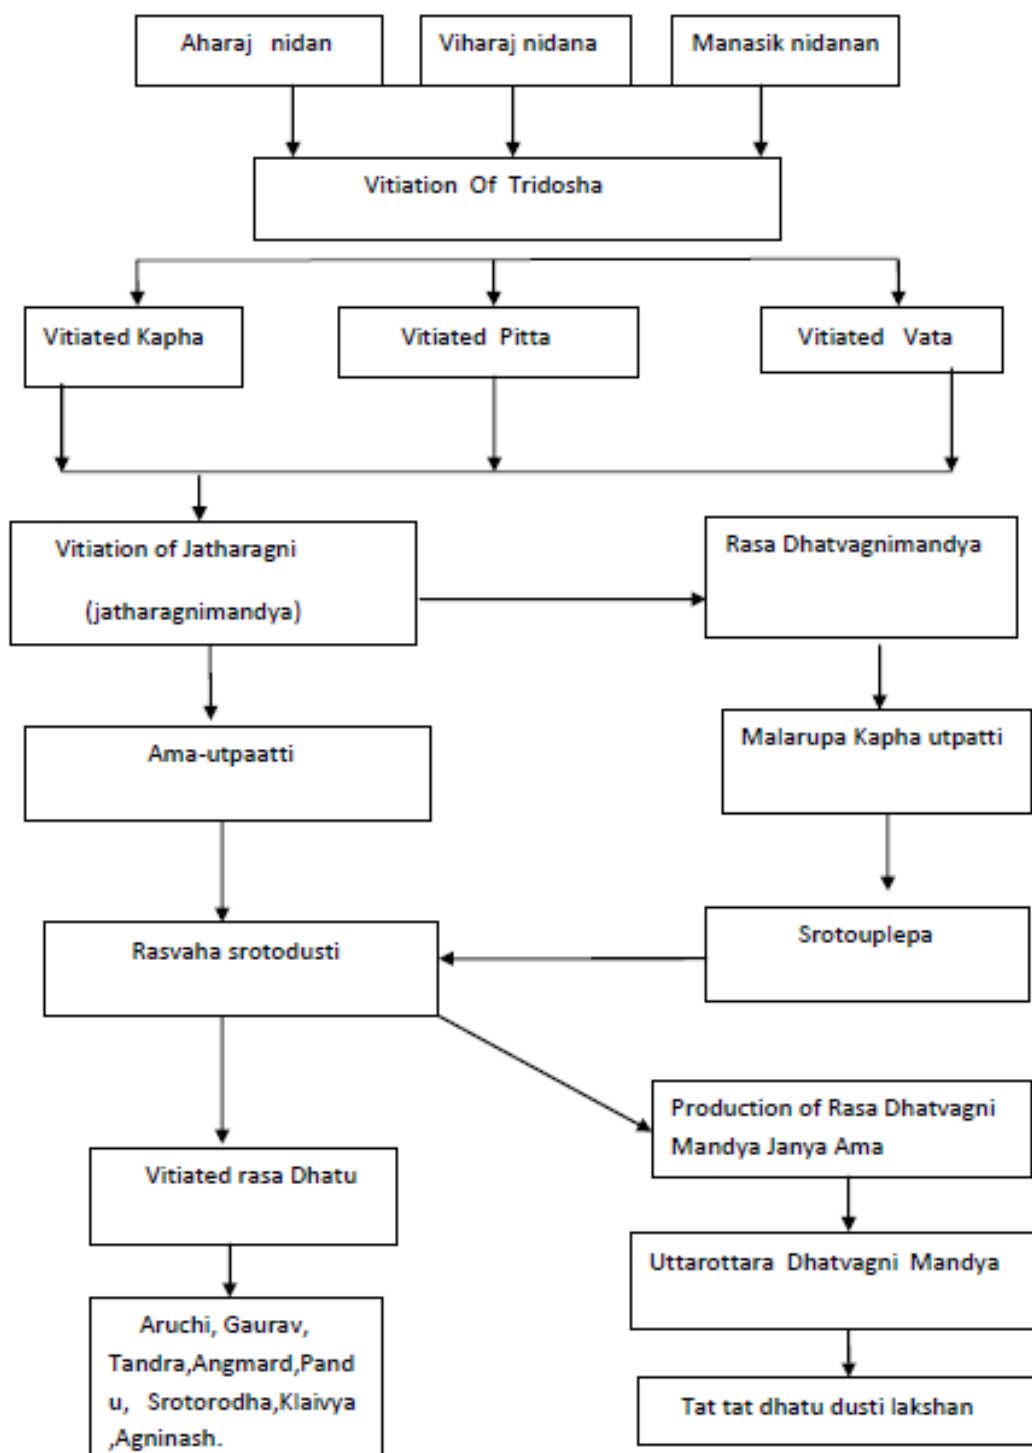 Aharaj nidan
Viharaj nidana
Manasik nidanan
Vitiation Of Tridosha
Vitiated Kapha
Vitiated Pitta
Vitiated Vata
Vitiation of Jatharagni
(jatharagnimandya)
Rasa Dhatvagnimandya
Ama-utpaatti
Malarupa Kapha utpatti
Rasvaha srotodusti
Srotouplepa
Production of Rasa Dhatvagni
Mandya Janya Ama
Vitiated rasa Dhatu
Uttarottara Dhatvagni Mandya
Aruchi, Gaurav,
Tandra,Angmard,Pand
u, Srotorodha,Klaivya
,Agninash.
Tat tat dhatu dusti lakshan